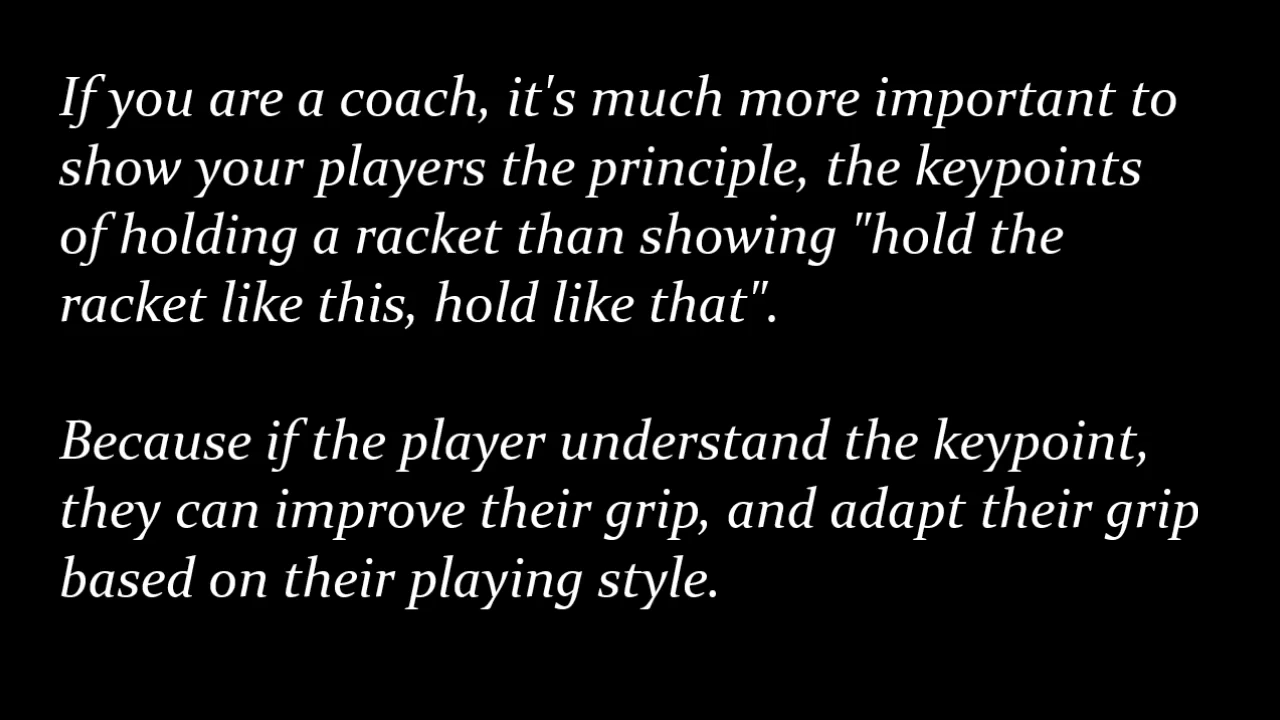 If you are a coach, it's much more important to
show your players the principle, the keypoints
of holding a racket than showing "hold the
racket like this, hold like that".
Because if the player understand the keypoint,
they can improve their grip, and adapt their grip
based on their playing style.